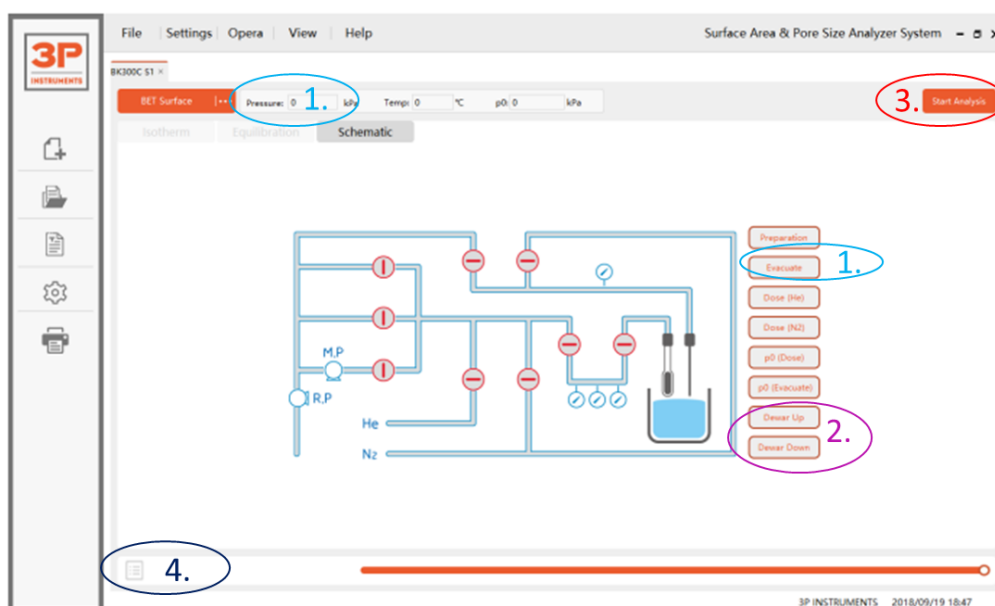 File Settings Opera View Help Surface Area & Pore Size Analyzer System
3P
INSTRUMENTS
BK300C S1 ×
BET Surface Pressure: 0 kPa Temp: 0 °C p0: 0 kPa Start Analysis
1.
3.
Isotherm Equilibration Schematic
Preparation
Evacuate
1.
Dose (He)
Dose (N2)
M.P
p0 (Dose)
R.P
p0 (Evacuate)
He
Dewar Up
2.
N2
Dewar Down
4.
3P INSTRUMENTS 2018/09/19 18:47